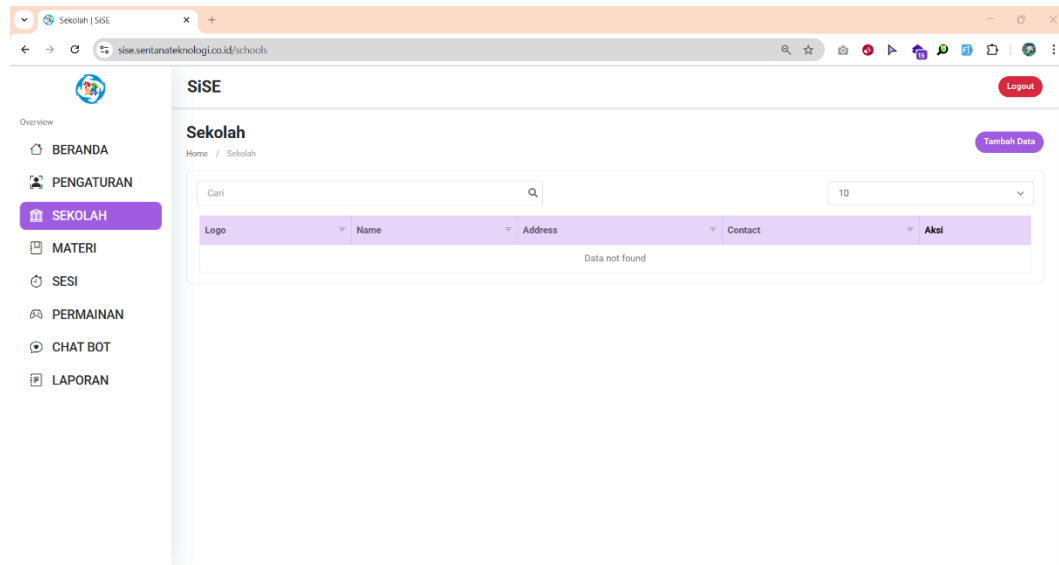 Sekolah | SiSE
sise.sentanateknologi.co.id/schools
15
SiSE
Logout
Overview
BERANDA
PENGATURAN
SEKOLAH
MATERI
SESI
PERMAINAN
CHAT BOT
LAPORAN
Sekolah
Home / Sekolah
Tambah Data
Cari
10
Logo Name Address Contact Aksi
Data not found